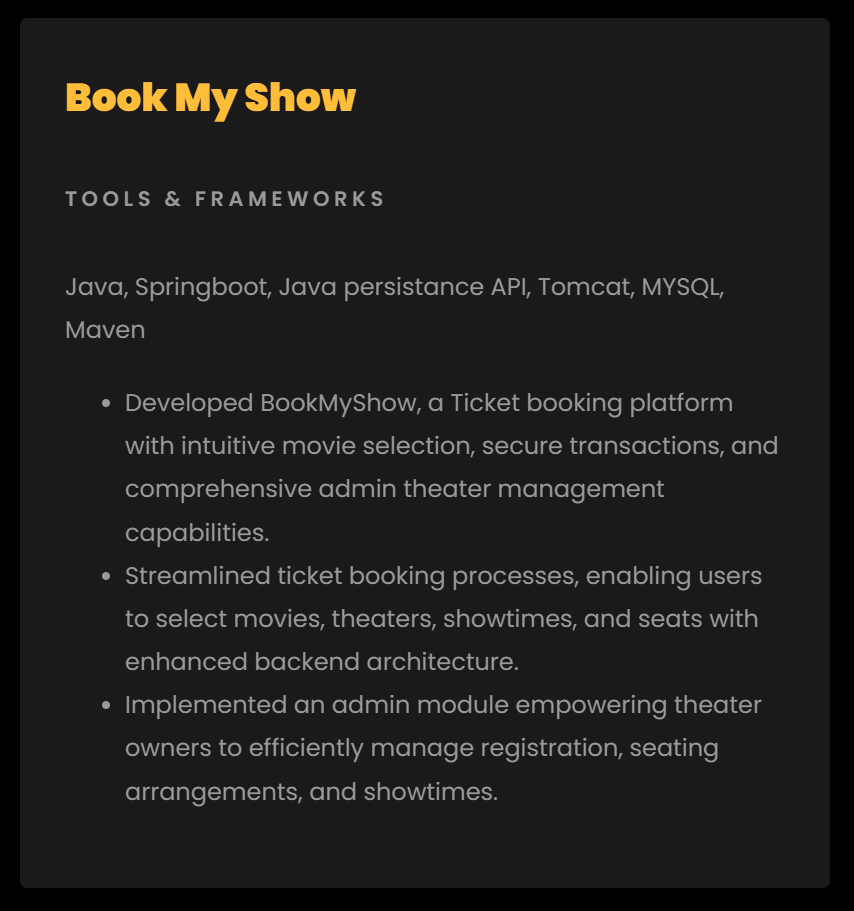 Book My Show
TOOLS & FRAMEWORKS
Java, Springboot, Java persistance API, Tomcat, MYSQL,
Maven
• Developed BookMyShow, a Ticket booking platform
with intuitive movie selection, secure transactions, and
comprehensive admin theater management
capabilities.
• Streamlined ticket booking processes, enabling users
to select movies, theaters, showtimes, and seats with
enhanced backend architecture.
• Implemented an admin module empowering theater
owners to efficiently manage registration, seating
arrangements, and showtimes.